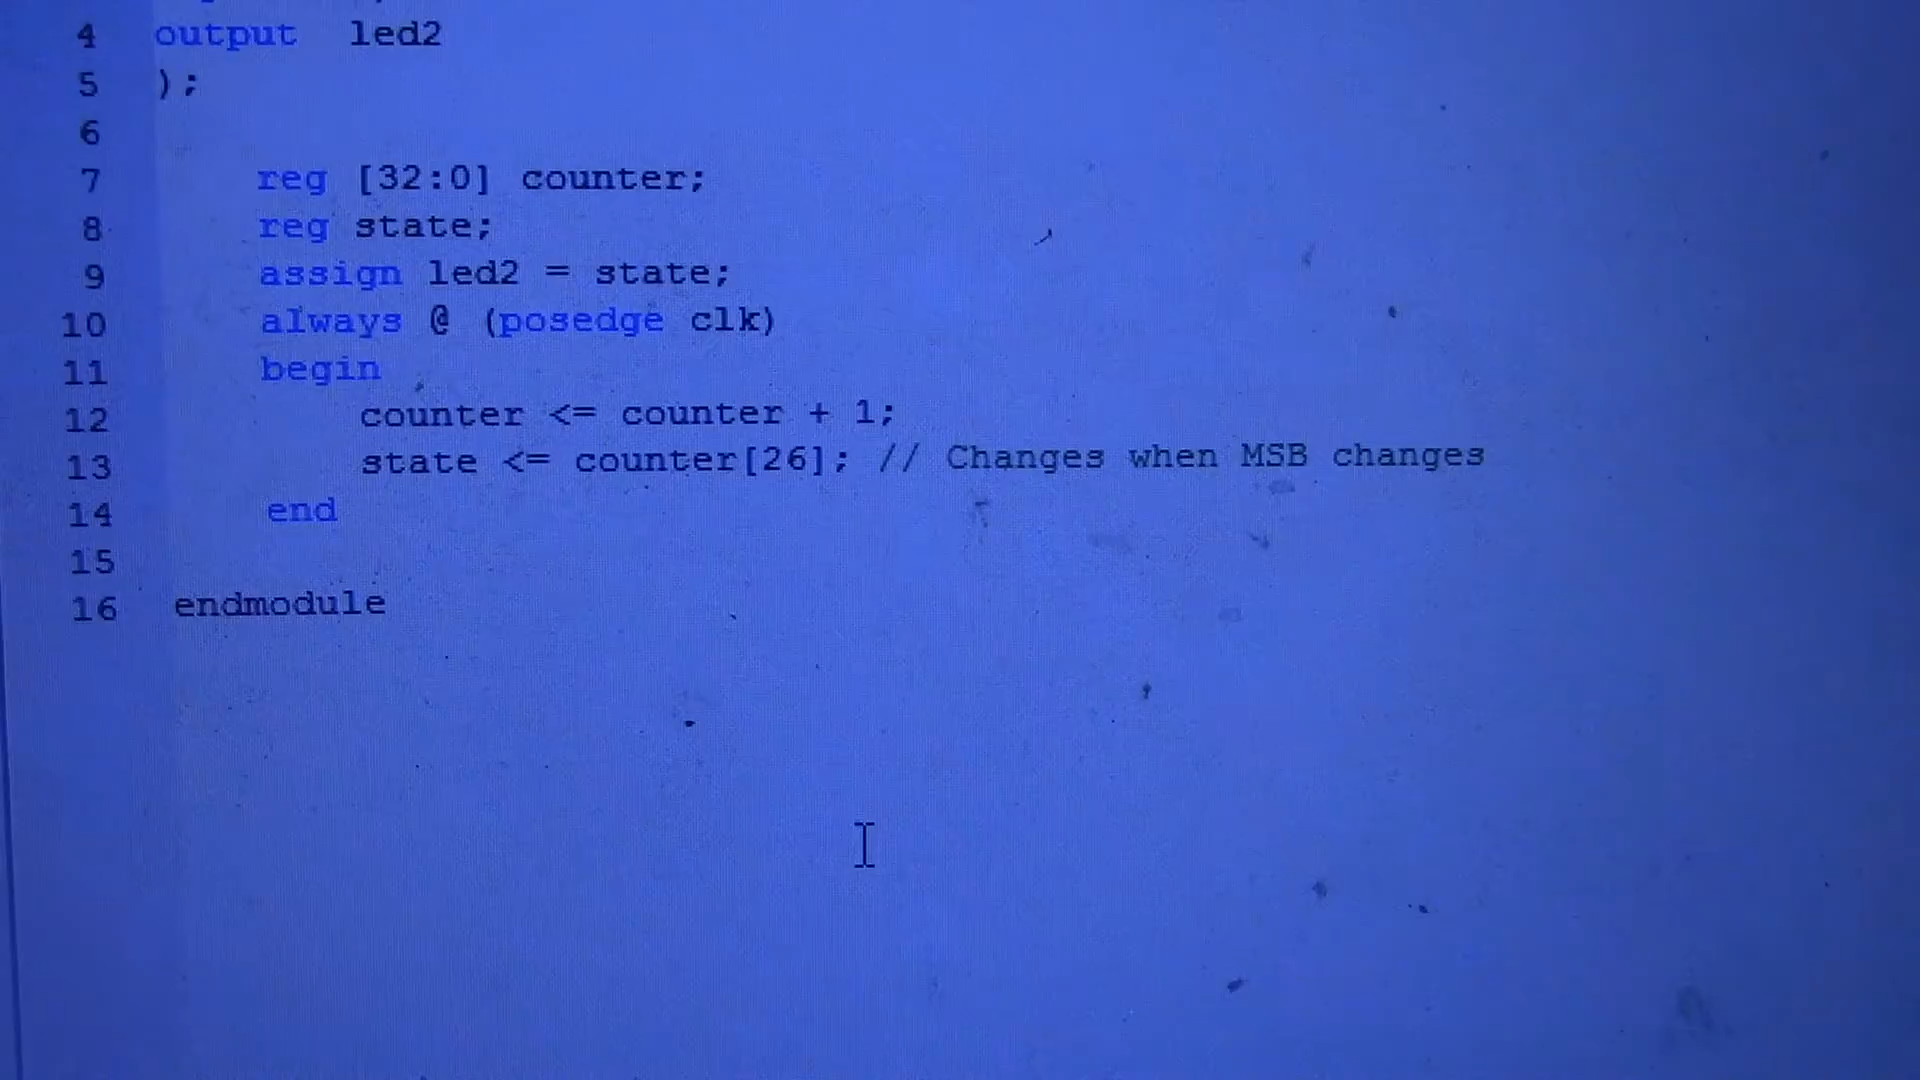 4 output led2
5 );
6
7 reg [32:0] counter;
8 reg state;
9 assign led2 = state;
10 always @ (posedge clk)
11 begin
12 counter <= counter + 1;
13 state <= counter[26]; // Changes when MSB changes
14 end
15
16 endmodule